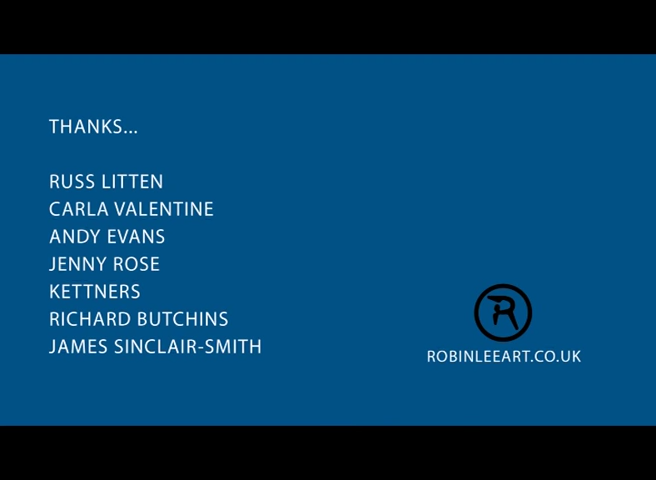 THANKS...
RUSS LITTEN
CARLA VALENTINE
ANDY EVANS
JENNY ROSE
KETTNERS
RICHARD BUTCHINS
JAMES SINCLAIR-SMITH
R
ROBINLEEART.CO.UK